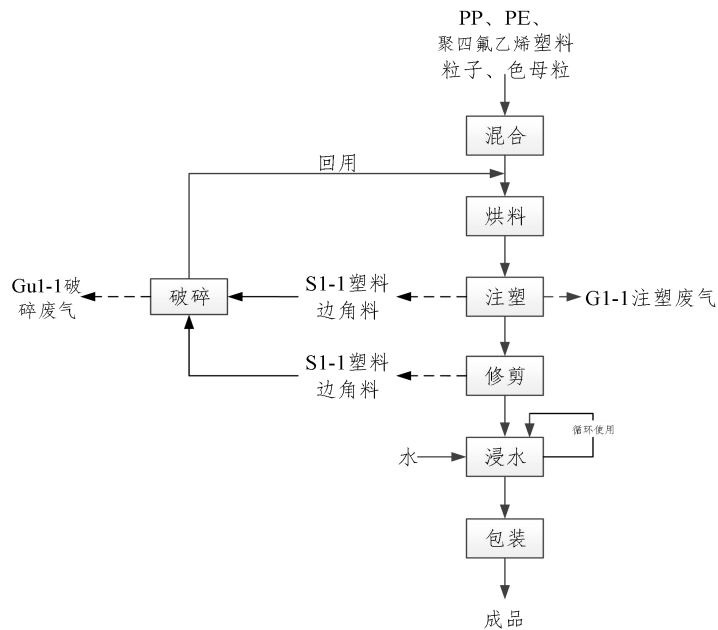 PP、PE、
聚四氟乙烯塑料
粒子、色母粒
混合
回用
烘料
Gu1-1破
碎废气
破碎
S1-1塑料
边角料
注塑
G1-1注塑废气
S1-1塑料
边角料
修剪
循环使用
水
浸水
包装
成品